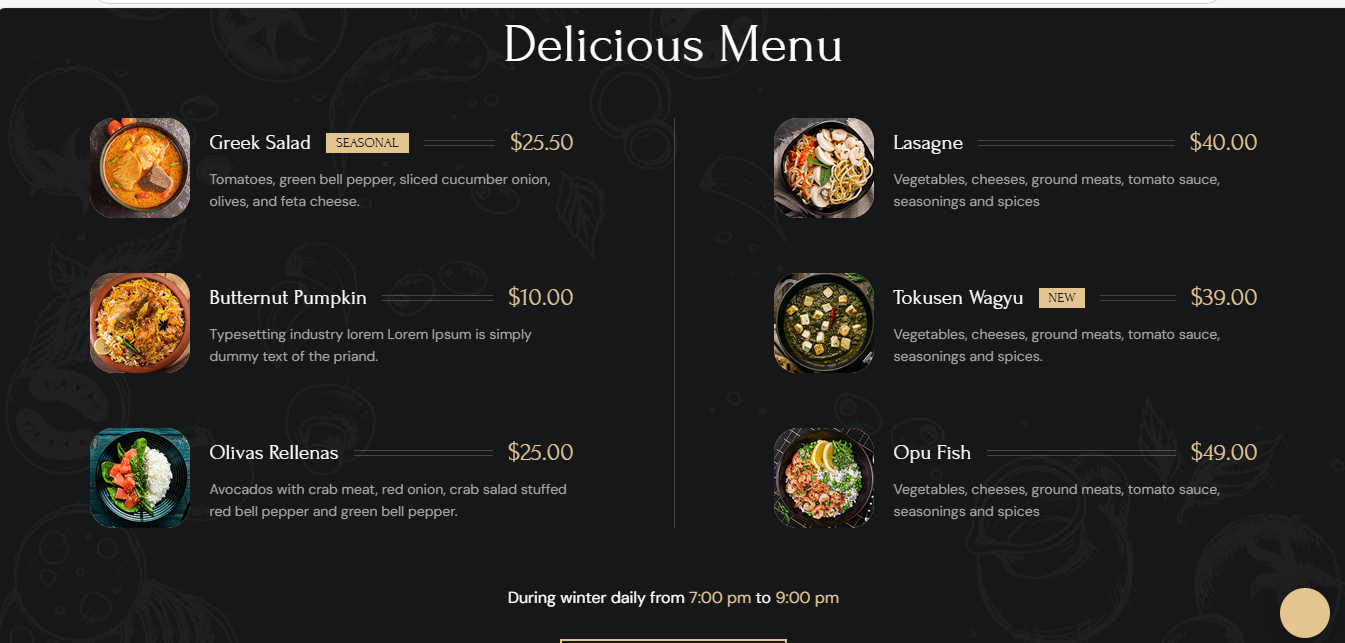 Delicious Menu
Greek Salad SEASONAL $25.50
Tomatoes, green bell pepper, sliced cucumber onion,
olives, and feta cheese.
Butternut Pumpkin $10.00
Typesetting industry lorem Lorem Ipsum is simply
dummy text of the priand.
Olivas Rellenas $25.00
Avocados with crab meat, red onion, crab salad stuffed
red bell pepper and green bell pepper.
Lasagne $40.00
Vegetables, cheeses, ground meats, tomato sauce,
seasonings and spices
Tokusen Wagyu NEW $39.00
Vegetables, cheeses, ground meats, tomato sauce,
seasonings and spices.
Opu Fish $49.00
Vegetables, cheeses, ground meats, tomato sauce,
seasonings and spices
During winter daily from 7:00 pm to 9:00 pm